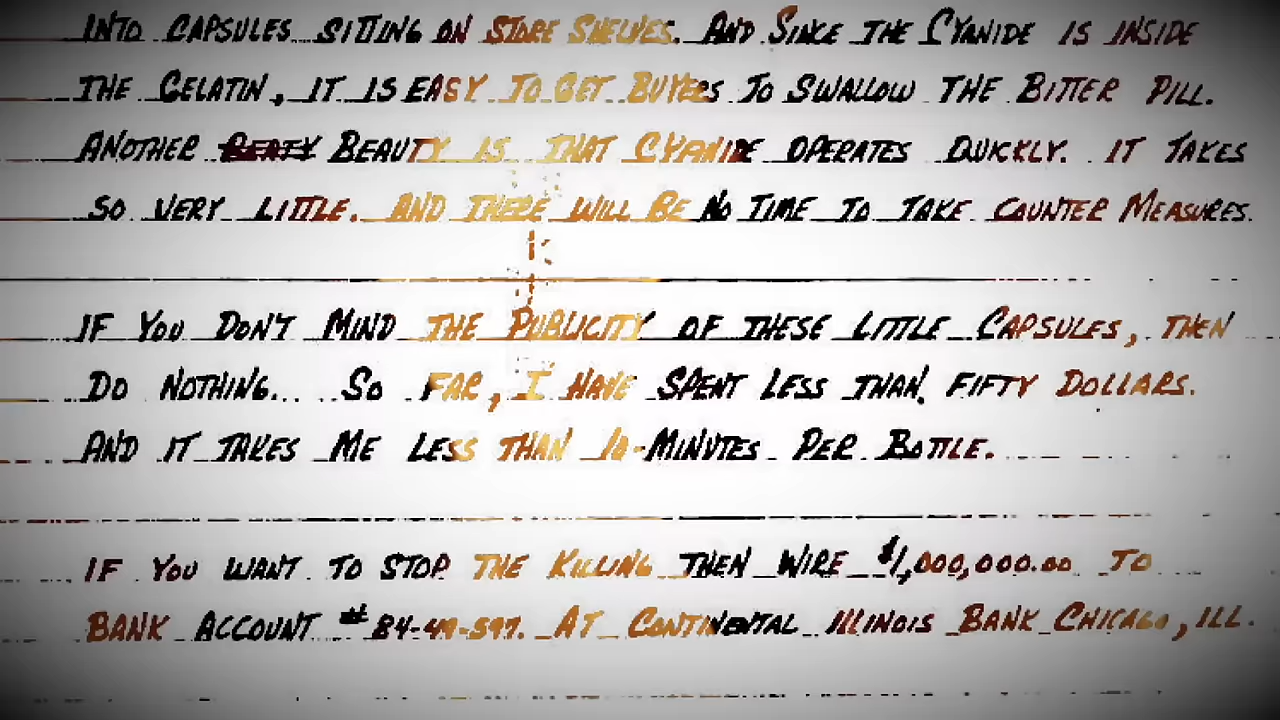 INTO CAPSULES SITTING ON STORE SHELVES. AND SINCE THE CYANIDE IS INSIDE
THE GELATIN, IT IS EASY TO GET BUYERS TO SWALLOW THE BITTER PILL.
ANOTHER BEATY BEAUTY IS THAT CYANIDE OPERATES QUICKLY. IT TAKES
SO VERY LITTLE. AND THERE WILL BE NO TIME TO TAKE COUNTER MEASURES.
IF YOU DON'T MIND THE PUBLICITY OF THESE LITTLE CAPSULES, THEN
DO NOTHING... SO FAR, I HAVE SPENT LESS THAN FIFTY DOLLARS.
AND IT TAKES ME LESS THAN 10-MINUTES PER BOTTLE.
IF YOU WANT TO STOP THE KILLING THEN WIRE $1,000,000.00 TO
BANK ACCOUNT #84-49-597. AT CONTINENTAL ILLINOIS BANK CHICAGO, ILL.